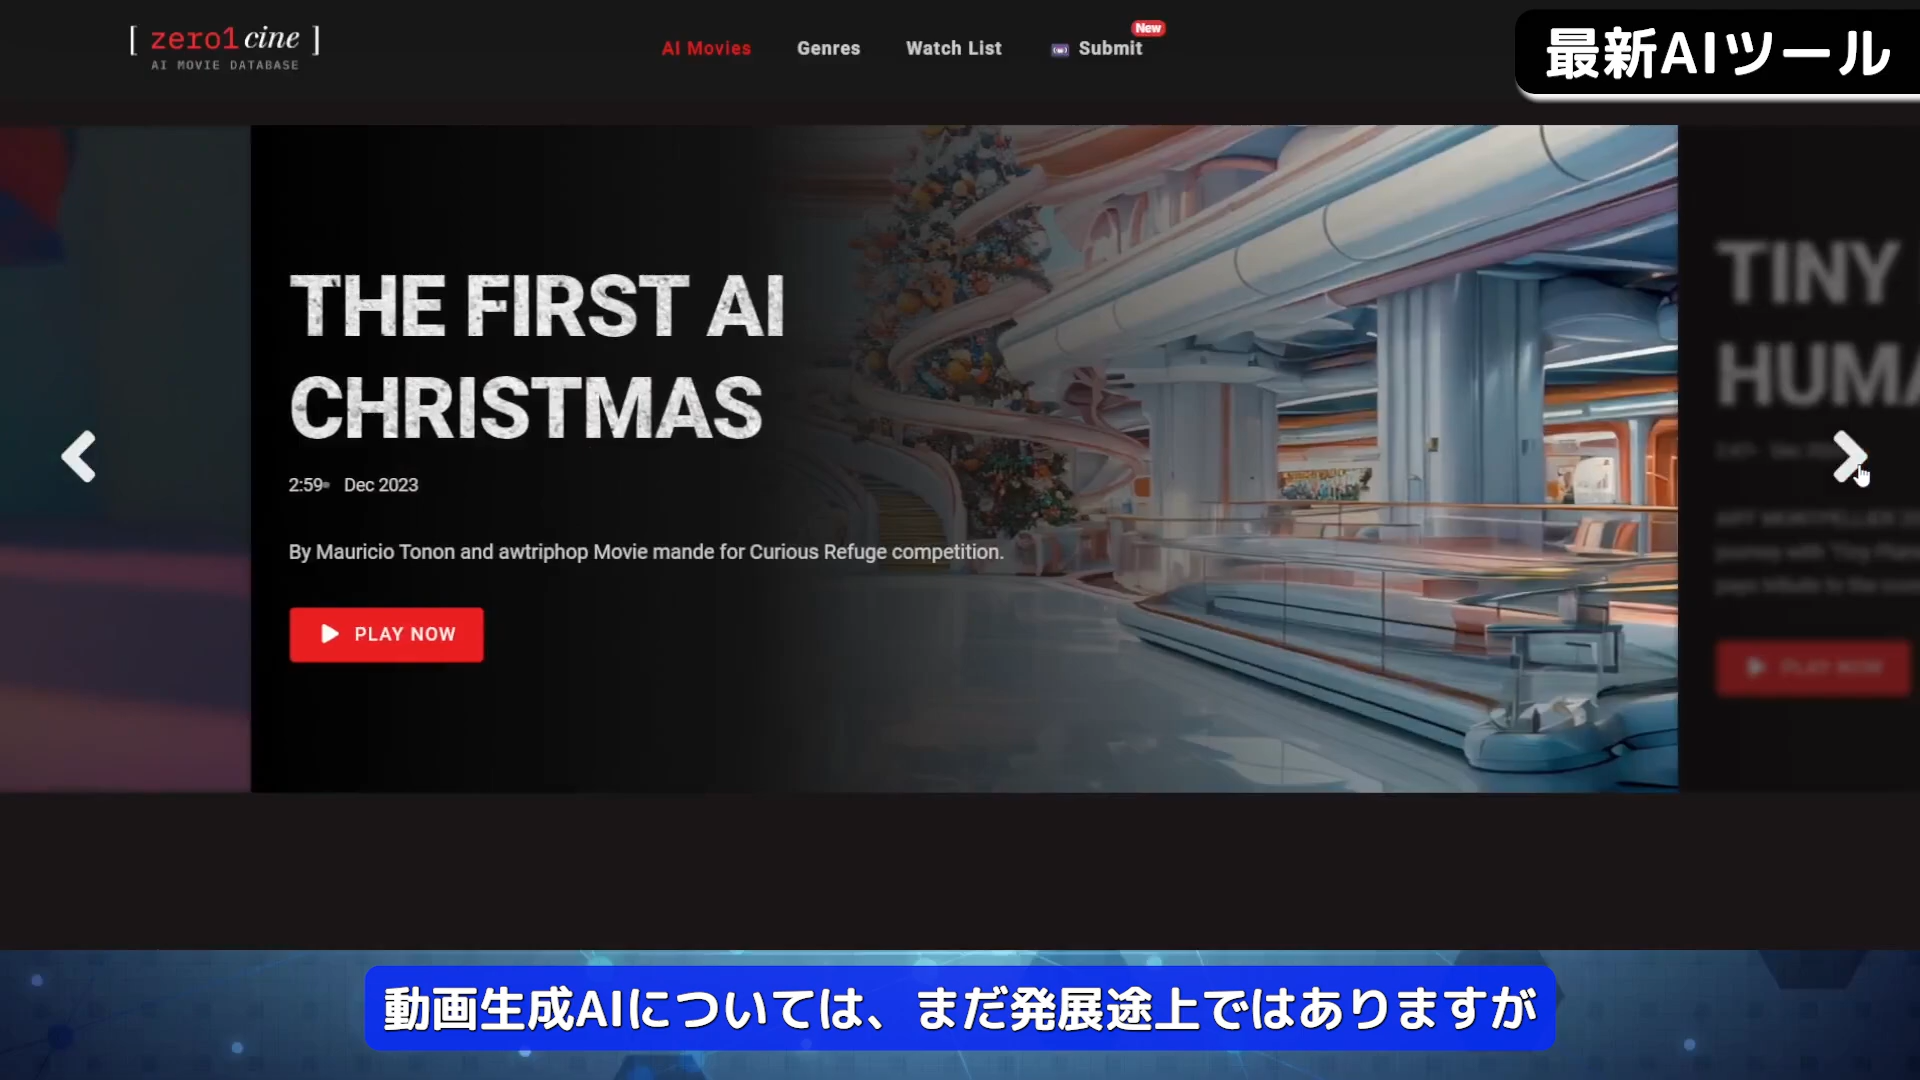 [ zero1 cine ]
AI MOVIE DATABASE
AI Movies
Genres
Watch List
Submit
New
最新AIツール
THE FIRST AI
CHRISTMAS
2:59 Dec 2023
By Mauricio Tonon and awtriphop Movie mande for Curious Refuge competition.
PLAY NOW
TINY
HUMA
PLAY NOW
動画生成AIについては、まだ発展途上ではありますが